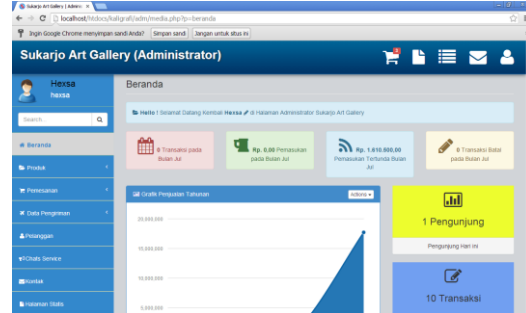 Sukarjo Art Gallery (Admin
localhost/htdocs/kaligrafi/adm/media.php?p=beranda
Ingin Google Chrome menyimpan sandi Anda?
Simpan sandi
Jangan untuk situs ini
Sukarjo Art Gallery (Administrator)
Hexsa
hexsa
Search...
Beranda
Produk
Pemesanan
Data Pengiriman
Pelanggan
Chats Service
Kontak
Halaman Statis
Beranda
Hello ! Selamat Datang Kembali Hexsa di Halaman Administrator Sukarjo Art Gallery
0 Transaksi pada
Bulan Jul
Rp. 0,00 Pemasukan
pada Bulan Jul
Rp. 1.610.000,00
Pemasukan Tertunda Bulan
Jul
0 Transaksi Batal
pada Bulan Jul
Grafik Penjualan Tahunan
Actions
20,000,000
15,000,000
10,000,000
5,000,000
1 Pengunjung
Pengunjung Hari ini
10 Transaksi